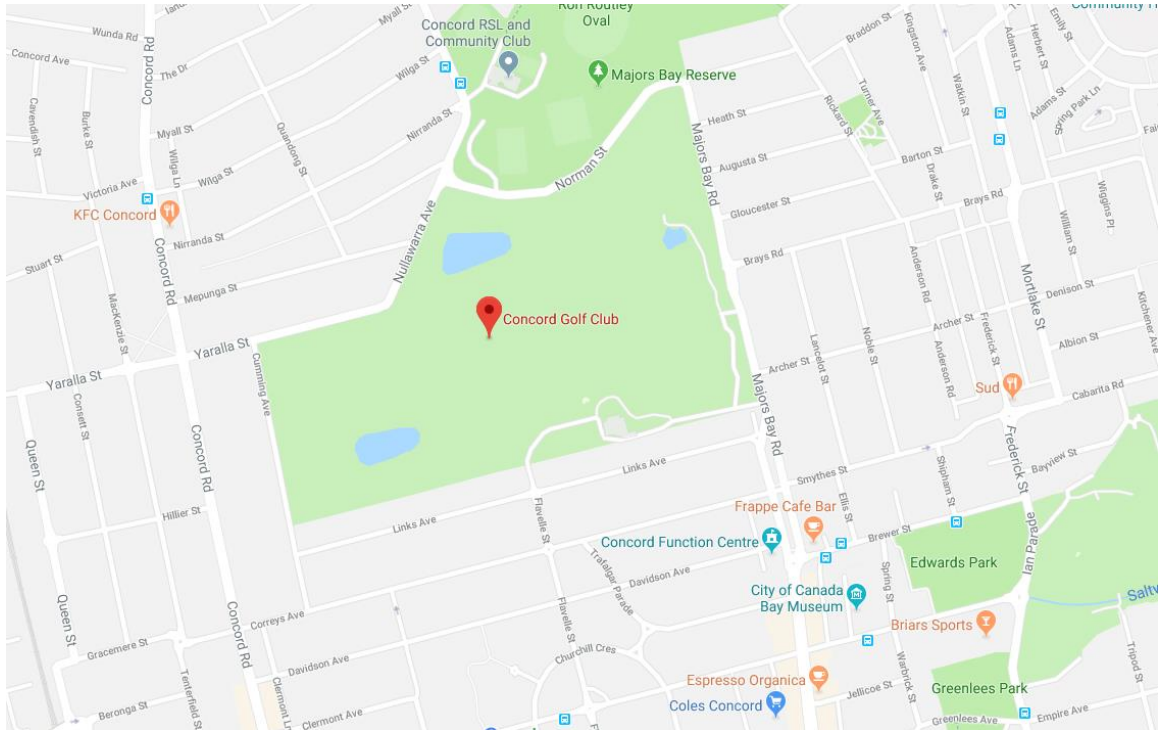 Ron Routley
Oval
Community H
Concord RSL and
Community Club
Majors Bay Reserve
Wunda Rd
Concord Ave
The Dr
Concord Rd
Myall St
Wilga St
Nirranda St
Myall St
Quandong St
Cavendish St
Burke St
Wilga Ln
Victoria Ave
Wilga St
KFC Concord
Nirranda St
Stuart St
Mepunga St
Concord Rd
MacKenzie St
Nullawarra Ave
Norman St
Majors Bay Rd
Heath St
Augusta St
Gloucester St
Brays Rd
Braddon St
Kingston Ave
Turner Ave
Rickard St
Watkin St
Adams Ln
Herbert St
Emily St
Adams St
Spring Park Ln
Fai
Barton St
Drake St
Brays Rd
Wiggins Pl
William St
Anderson Rd
Mortlake St
Denison St
Kitchener Ave
Archer St
Frederick St
Albion St
Anderson Rd
Noble St
Lancelot St
Archer St
Concord Golf Club
Yaralla St
Yaralla St
Cumming Ave
Consett St
Queen St
Concord Rd
Hillier St
Majors Bay Rd
Sud
Cabarita Rd
Frederick St
Bayview St
Shipham St
Smythes St
Links Ave
Links Ave
Ellis St
Flavelle St
Frappe Cafe Bar
Brewer St
Concord Function Centre
Edwards Park
Ian Parade
Trafalgar Parade
Davidson Ave
City of Canada
Bay Museum
Spring St
Saltw
Briars Sports
Queen St
Correys Ave
Concord Rd
Flavelle St
Gracemere St
Churchill Cres
Davidson Ave
Tenterfield St
Clermont Ln
Clermont Ave
Beronga St
Espresso Organica
Coles Concord
Warbrick St
Jellicoe St
Greenlees Park
Tripod St
Greenlees Ave
Empire Ave